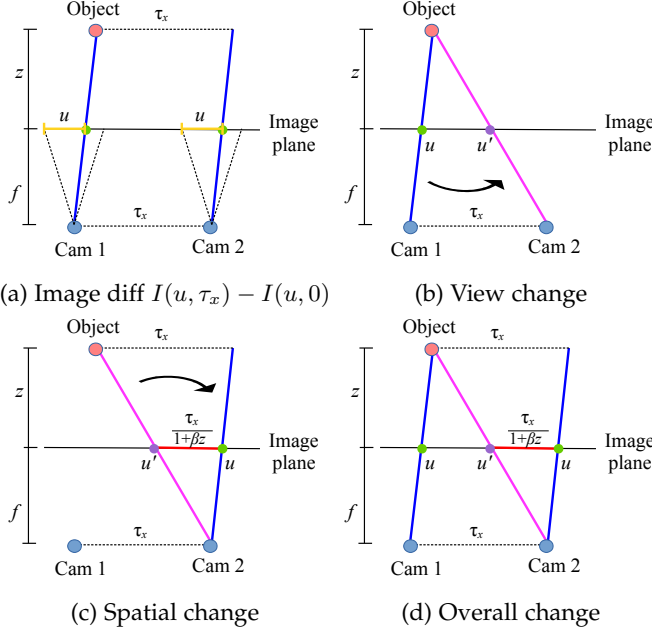 Object
τₓ
z
u
u
Image
plane
f
τₓ
Cam 1
Cam 2
(a) Image diff I(u, τₓ) − I(u, 0)
Object
z
u
u'
Image
plane
f
τₓ
Cam 1
Cam 2
(b) View change
Object
τₓ
z
τₓ
1+βz
u'
u
Image
plane
f
τₓ
Cam 1
Cam 2
(c) Spatial change
Object
τₓ
z
τₓ
1+βz
u
u'
u
Image
plane
f
τₓ
Cam 1
Cam 2
(d) Overall change